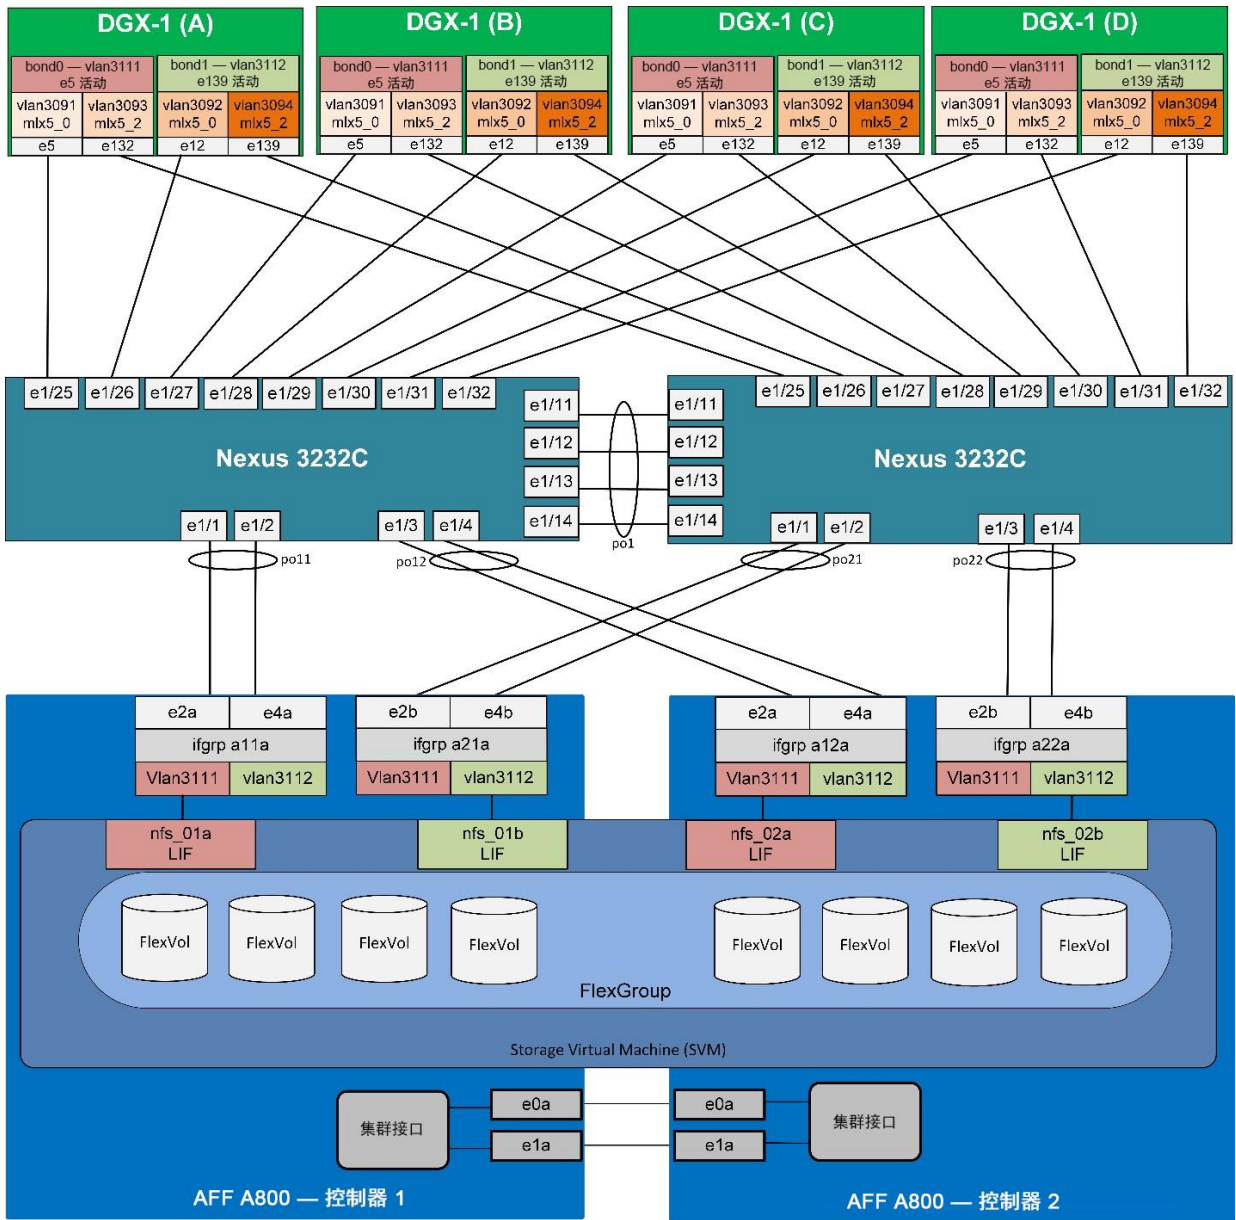 DGX-1 (A)
bond0 — vlan3111
e5 活动
bond1 — vlan3112
e139 活动
vlan3091
mlx5_0
vlan3093
mlx5_2
vlan3092
mlx5_0
vlan3094
mlx5_2
e5
e132
e12
e139
DGX-1 (B)
bond0 — vlan3111
e5 活动
bond1 — vlan3112
e139 活动
vlan3091
mlx5_0
vlan3093
mlx5_2
vlan3092
mlx5_0
vlan3094
mlx5_2
e5
e132
e12
e139
DGX-1 (C)
bond0 — vlan3111
e5 活动
bond1 — vlan3112
e139 活动
vlan3091
mlx5_0
vlan3093
mlx5_2
vlan3092
mlx5_0
vlan3094
mlx5_2
e5
e132
e12
e139
DGX-1 (D)
bond0 — vlan3111
e5 活动
bond1 — vlan3112
e139 活动
vlan3091
mlx5_0
vlan3093
mlx5_2
vlan3092
mlx5_0
vlan3094
mlx5_2
e5
e132
e12
e139
e1/25
e1/26
e1/27
e1/28
e1/29
e1/30
e1/31
e1/32
e1/11
e1/12
e1/13
e1/14
Nexus 3232C
e1/1
e1/2
e1/3
e1/4
po11
po12
po1
e1/25
e1/26
e1/27
e1/28
e1/29
e1/30
e1/31
e1/32
e1/11
e1/12
e1/13
e1/14
Nexus 3232C
e1/1
e1/2
e1/3
e1/4
po21
po22
e2a
e4a
ifgrp a11a
Vlan3111
vlan3112
e2b
e4b
ifgrp a21a
Vlan3111
vlan3112
e2a
e4a
ifgrp a12a
Vlan3111
vlan3112
e2b
e4b
ifgrp a22a
Vlan3111
vlan3112
nfs_01a
LIF
nfs_01b
LIF
nfs_02a
LIF
nfs_02b
LIF
FlexVol
FlexVol
FlexVol
FlexVol
FlexVol
FlexVol
FlexVol
FlexVol
FlexGroup
Storage Virtual Machine (SVM)
集群接口
e0a
e1a
e0a
e1a
集群接口
AFF A800 — 控制器 1
AFF A800 — 控制器 2